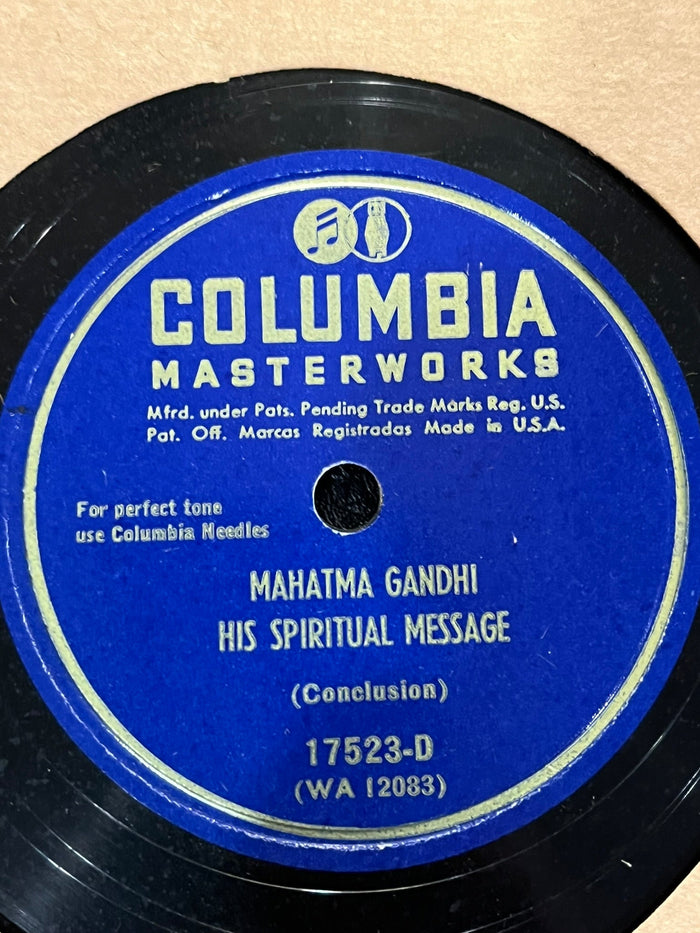 COLUMBIA
MASTERWORKS
Mfrd. under Pats. Pending Trade Marks Reg. U.S.
Pat. Off. Marcas Registradas Made in U.S.A.
For perfect tone
use Columbia Needles
MAHATMA GANDHI
HIS SPIRITUAL MESSAGE
(Conclusion)
17523-D
(WA 12083)